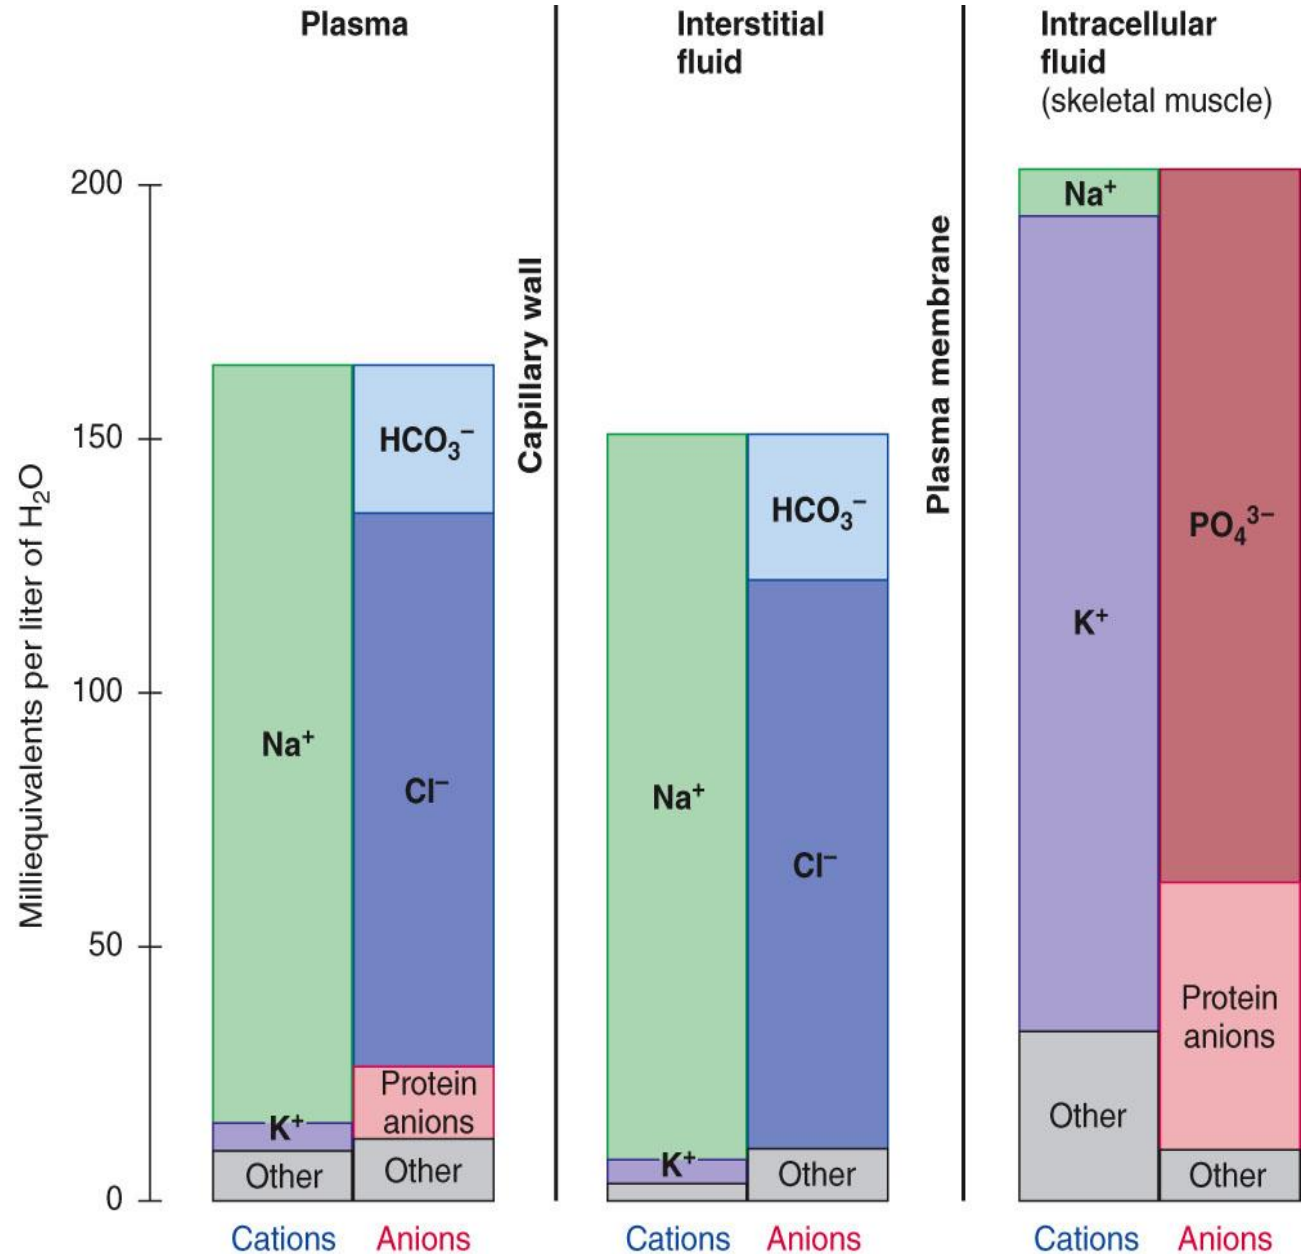 Plasma
Interstitial
fluid
Intracellular
fluid
(skeletal muscle)
Milliequivalents per liter of H₂O
200
150
100
50
0
Na⁺
K⁺
Other
HCO₃⁻
Cl⁻
Protein
anions
Other
Cations
Anions
Capillary wall
Na⁺
K⁺
HCO₃⁻
Cl⁻
Other
Cations
Anions
Plasma membrane
Na⁺
K⁺
Other
PO₄³⁻
Protein
anions
Other
Cations
Anions